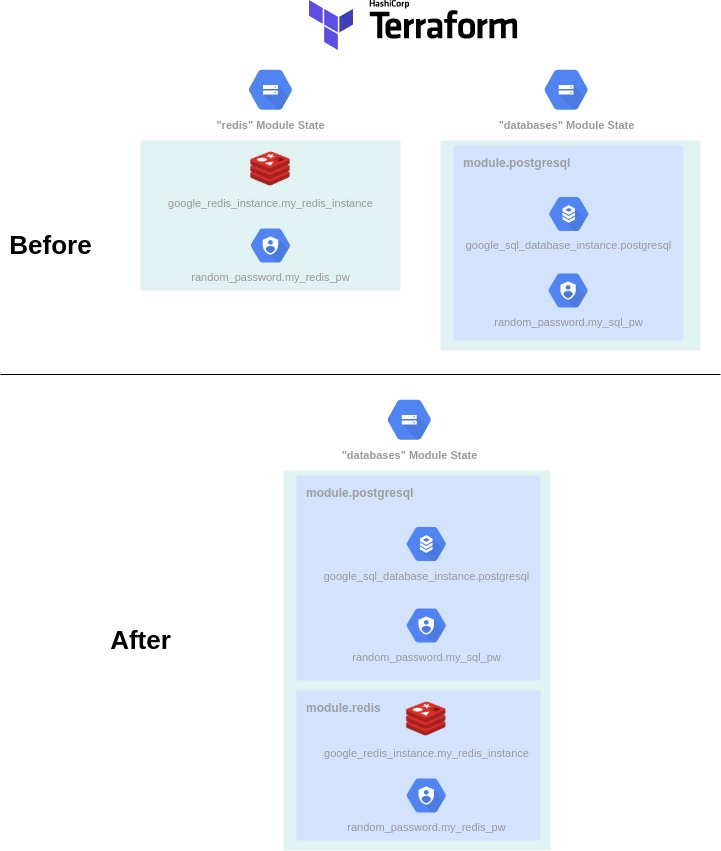 HashiCorp
Terraform
"redis" Module State
"databases" Module State
google_redis_instance.my_redis_instance
random_password.my_redis_pw
module.postgresql
google_sql_database_instance.postgresql
random_password.my_sql_pw
Before
"databases" Module State
module.postgresql
google_sql_database_instance.postgresql
random_password.my_sql_pw
After
module.redis
google_redis_instance.my_redis_instance
random_password.my_redis_pw